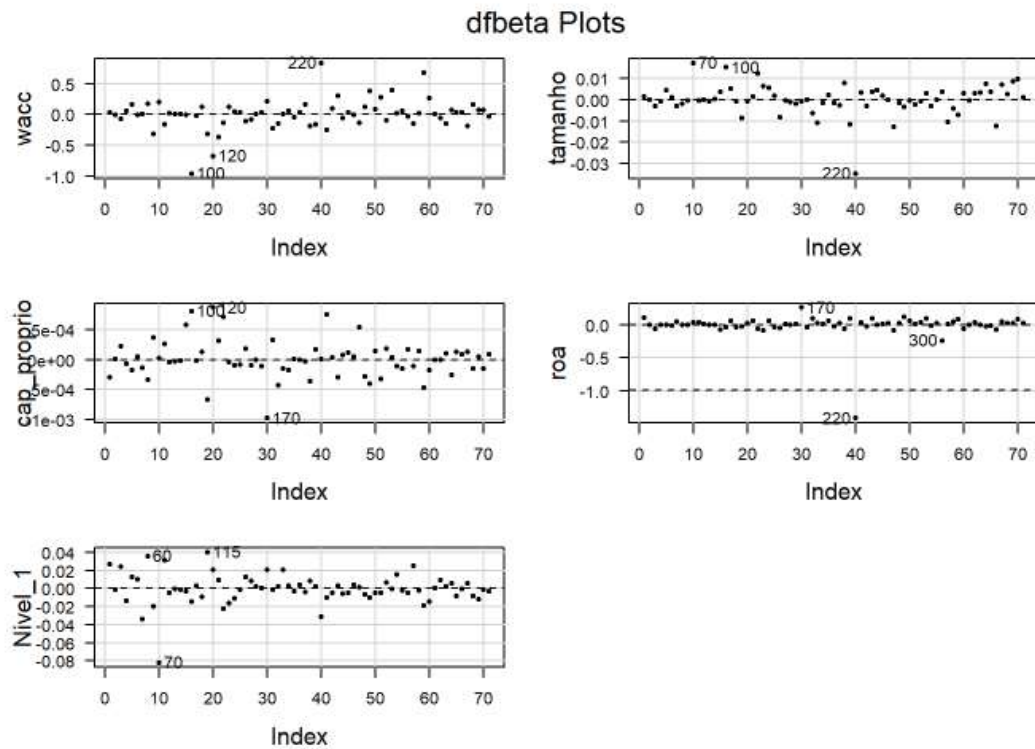 dfbeta Plots
wacc
0.5
0.0
-0.5
-1.0
220
120
100
0 10 20 30 40 50 60 70
Index
tamanho
0.01
0.00
-0.01
-0.02
-0.03
70
100
220
0 10 20 30 40 50 60 70
Index
cap_proprio
5e-04
0e+00
5e-04
1e-03
100
120
170
0 10 20 30 40 50 60 70
Index
roa
0.0
-0.5
-1.0
170
300
220
0 10 20 30 40 50 60 70
Index
Nivel_1
0.04
0.02
0.00
-0.02
-0.04
-0.06
-0.08
60
115
70
0 10 20 30 40 50 60 70
Index